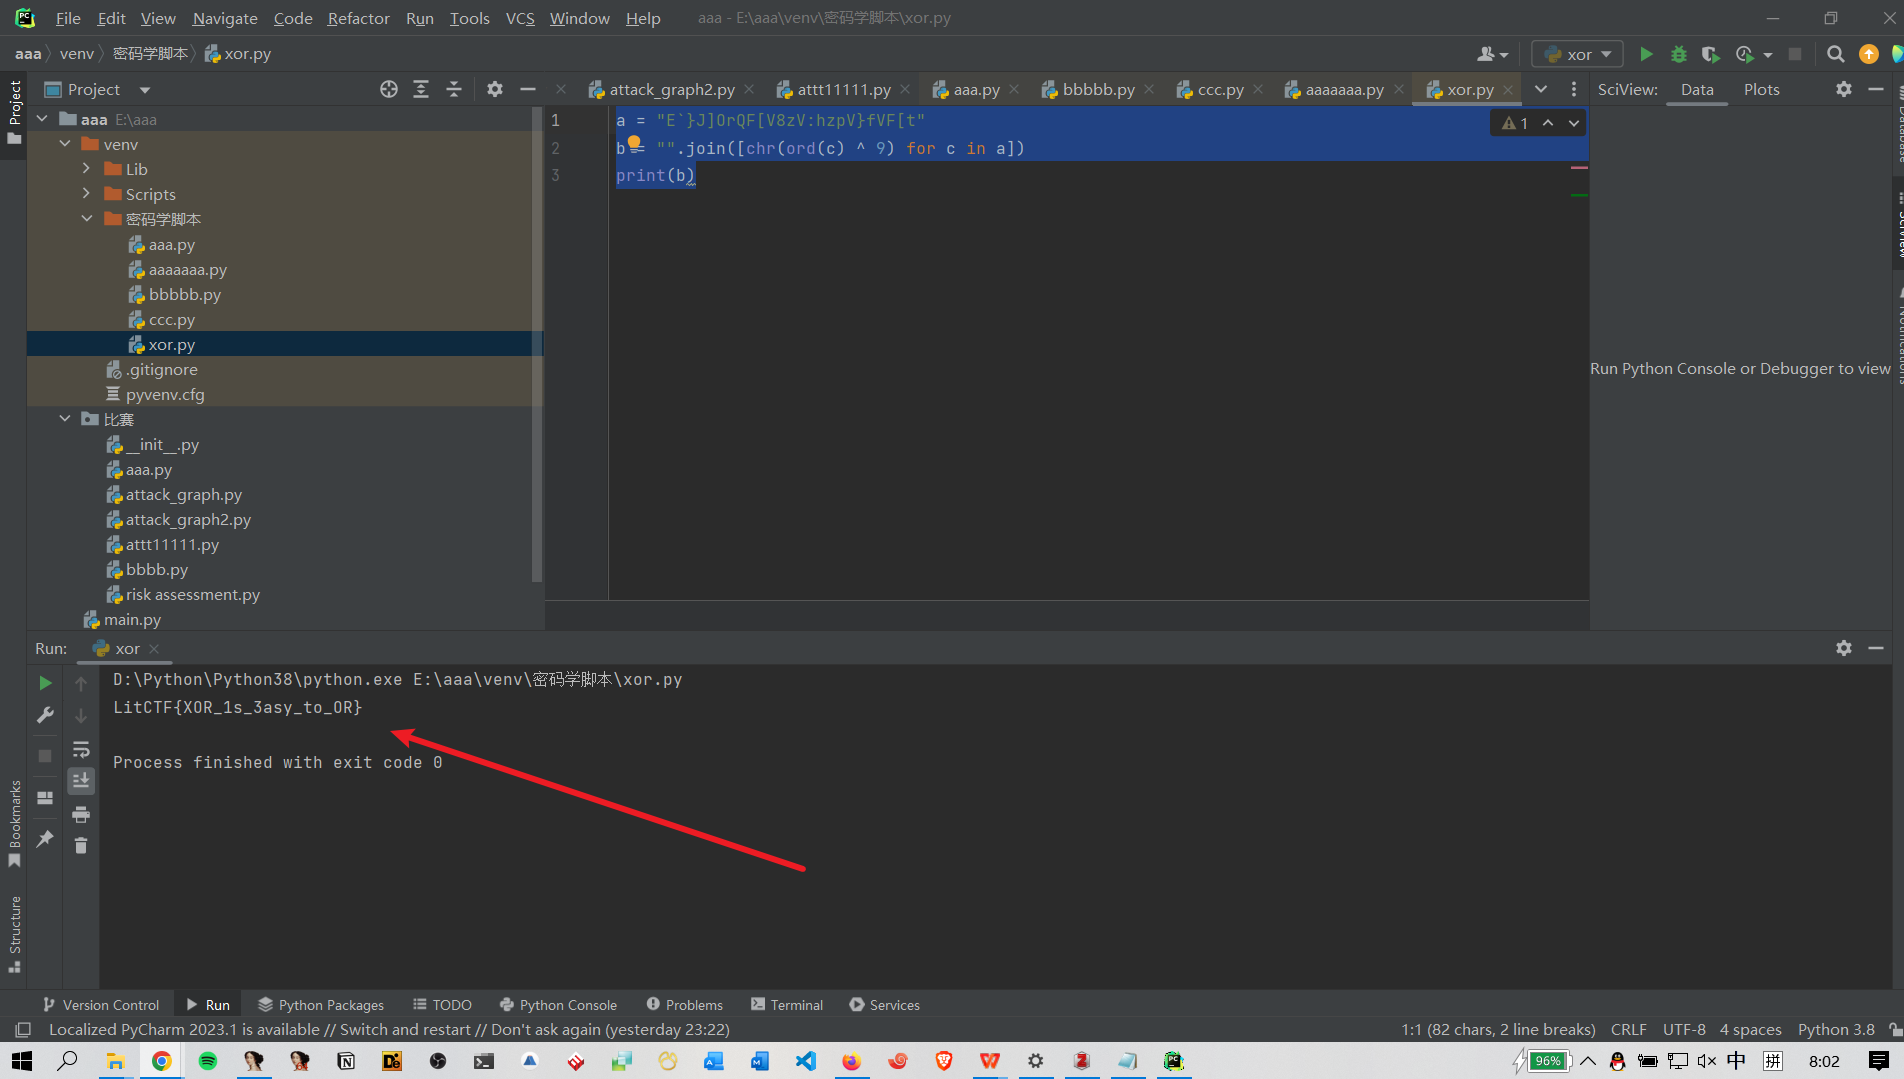 File Edit View Navigate Code Refactor Run Tools VCS Window Help aaa - E:\aaa\venv\密码学脚本\xor.py
aaa venv 密码学脚本 xor.py
xor
Project
Project
attack_graph2.py attt11111.py aaa.py bbbbb.py ccc.py aaaaaaa.py xor.py
SciView: Data Plots
aaa E:\aaa
venv
Lib
Scripts
密码学脚本
aaa.py
aaaaaaa.py
bbbbb.py
ccc.py
xor.py
.gitignore
pyvenv.cfg
比赛
__init__.py
aaa.py
attack_graph.py
attack_graph2.py
attt11111.py
bbbb.py
risk assessment.py
main.py
1 a = "E`}J]OrQF[V8zV:hzpV}fVF[t"
2 b = "".join([chr(ord(c) ^ 9) for c in a])
3 print(b)
1
Run Python Console or Debugger to view
Database
SciView
Notifications
Run: xor
D:\Python\Python38\python.exe E:\aaa\venv\密码学脚本\xor.py
LitCTF{XOR_1s_3asy_to_OR}
Process finished with exit code 0
Bookmarks
Structure
Version Control Run Python Packages TODO Python Console Problems Terminal Services
Localized PyCharm 2023.1 is available // Switch and restart // Don't ask again (yesterday 23:22)
1:1 (82 chars, 2 line breaks) CRLF UTF-8 4 spaces Python 3.8
96% 中 拼 8:02